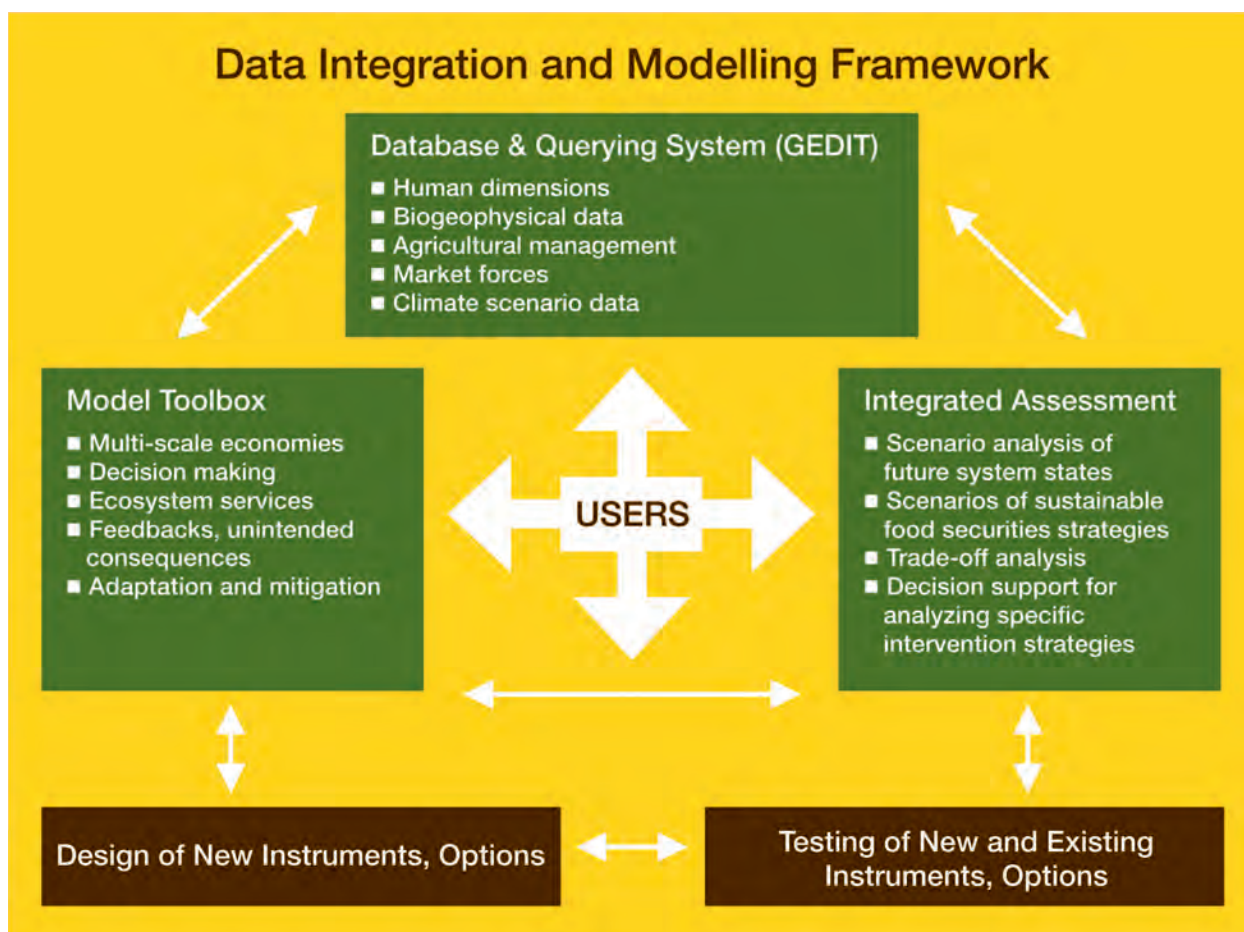 Data Integration and Modelling Framework
Database & Querying System (GEDIT)
■ Human dimensions
■ Biogeophysical data
■ Agricultural management
■ Market forces
■ Climate scenario data
Model Toolbox
■ Multi-scale economies
■ Decision making
■ Ecosystem services
■ Feedbacks, unintended
consequences
■ Adaptation and mitigation
USERS
Integrated Assessment
■ Scenario analysis of
future system states
■ Scenarios of sustainable
food securities strategies
■ Trade-off analysis
■ Decision support for
analyzing specific
intervention strategies
Design of New Instruments, Options
Testing of New and Existing
Instruments, Options